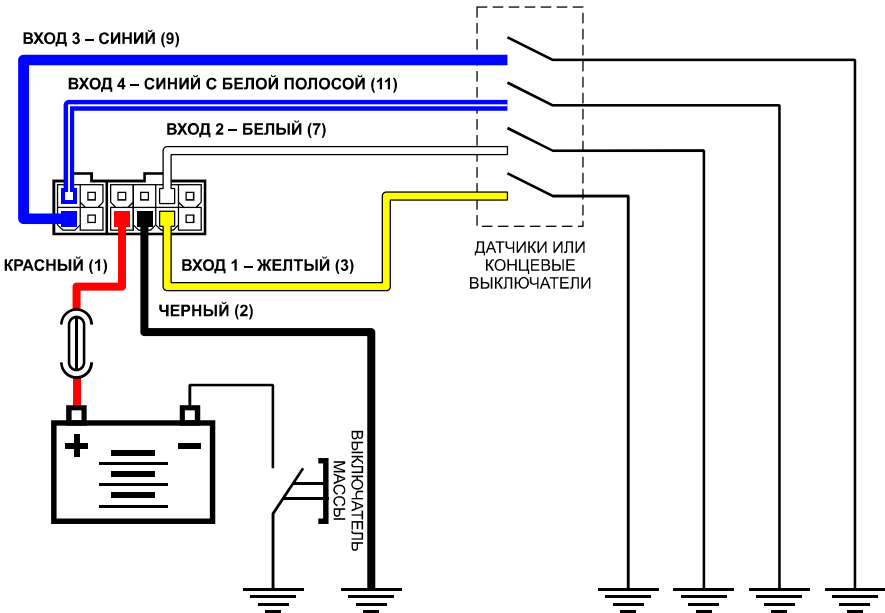 ВХОД 3 – СИНИЙ (9)
ВХОД 4 – СИНИЙ С БЕЛОЙ ПОЛОСОЙ (11)
ВХОД 2 – БЕЛЫЙ (7)
ДАТЧИКИ ИЛИ
КОНЦЕВЫЕ
ВЫКЛЮЧАТЕЛИ
КРАСНЫЙ (1)
ВХОД 1 – ЖЕЛТЫЙ (3)
ЧЕРНЫЙ (2)
ВЫКЛЮЧАТЕЛЬ
МАССЫ